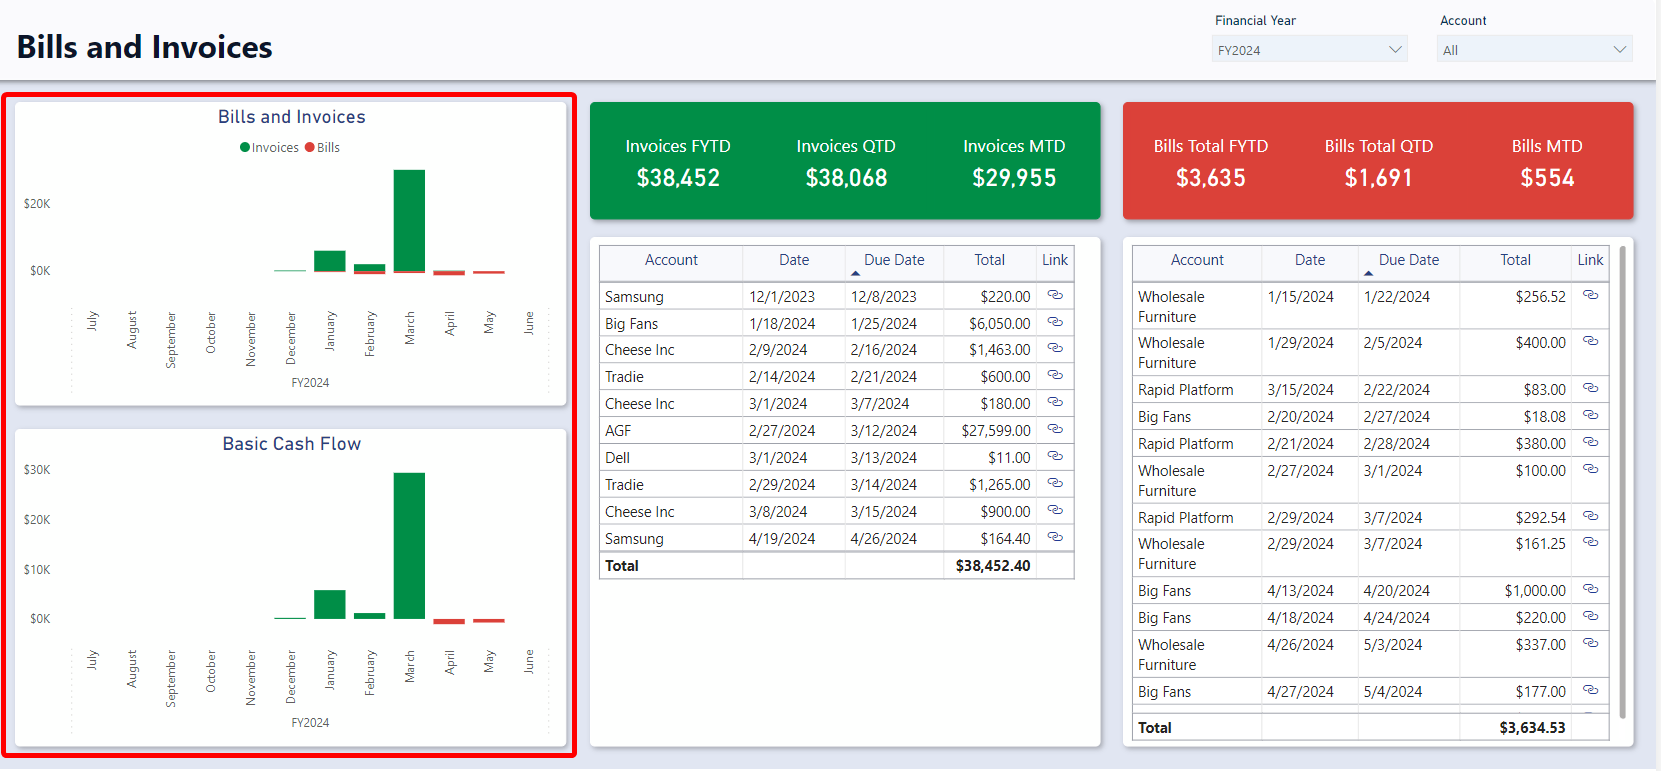 Bills and Invoices
Financial Year
FY2024
Account
All
Bills and Invoices
Invoices Bills
$20K
$0K
July August September October November December January February March April May June
FY2024
Basic Cash Flow
$30K
$20K
$10K
$0K
July August September October November December January February March April May June
FY2024
Invoices FYTD Invoices QTD Invoices MTD
$38,452 $38,068 $29,955
Account Date Due Date Total Link
Samsung 12/1/2023 12/8/2023 $220.00
Big Fans 1/18/2024 1/25/2024 $6,050.00
Cheese Inc 2/9/2024 2/16/2024 $1,463.00
Tradie 2/14/2024 2/21/2024 $600.00
Cheese Inc 3/1/2024 3/7/2024 $180.00
AGF 2/27/2024 3/12/2024 $27,599.00
Dell 3/1/2024 3/13/2024 $11.00
Tradie 2/29/2024 3/14/2024 $1,265.00
Cheese Inc 3/8/2024 3/15/2024 $900.00
Samsung 4/19/2024 4/26/2024 $164.40
Total $38,452.40
Bills Total FYTD Bills Total QTD Bills MTD
$3,635 $1,691 $554
Account Date Due Date Total Link
Wholesale 1/15/2024 1/22/2024 $256.52
Furniture
Wholesale 1/29/2024 2/5/2024 $400.00
Furniture
Rapid Platform 3/15/2024 2/22/2024 $83.00
Big Fans 2/20/2024 2/27/2024 $18.08
Rapid Platform 2/21/2024 2/28/2024 $380.00
Wholesale 2/27/2024 3/1/2024 $100.00
Furniture
Rapid Platform 2/29/2024 3/7/2024 $292.54
Wholesale 2/29/2024 3/7/2024 $161.25
Furniture
Big Fans 4/13/2024 4/20/2024 $1,000.00
Big Fans 4/18/2024 4/24/2024 $220.00
Wholesale 4/26/2024 5/3/2024 $337.00
Furniture
Big Fans 4/27/2024 5/4/2024 $177.00
Total $3,634.53